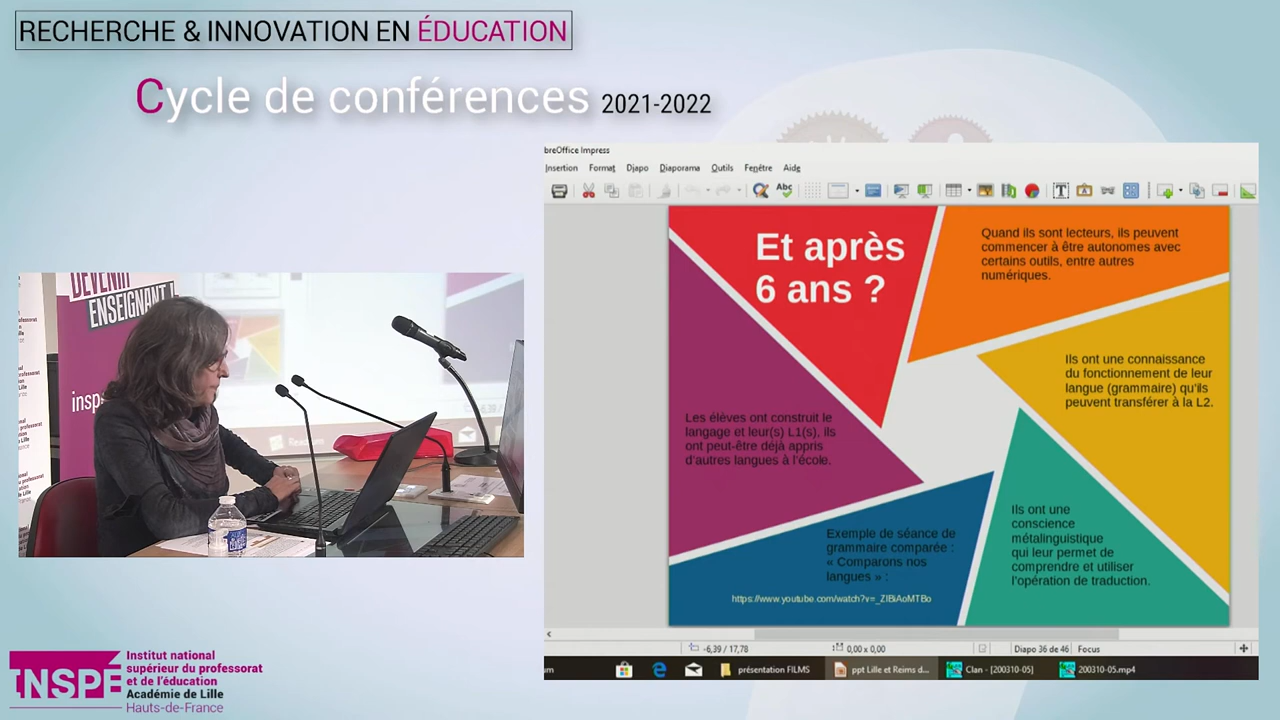 RECHERCHE & INNOVATION EN ÉDUCATION
Cycle de conférences 2021-2022
breOffice Impress
Insertion Format Djapo Diaporama Outils Fenêtre Aide
Abc
Et après
6 ans ?
Quand ils sont lecteurs, ils peuvent
commencer à être autonomes avec
certains outils, entre autres
numériques.
Ils ont une connaissance
du fonctionnement de leur
langue (grammaire) qu'ils
peuvent transférer à la L2.
Les élèves ont construit le
langage et leur(s) L1(s), ils
ont peut-être déjà appris
d'autres langues à l'école.
Ils ont une
conscience
métalinguistique
qui leur permet de
comprendre et utiliser
l'opération de traduction.
Exemple de séance de
grammaire comparée :
« Comparons nos
langues » :
https://www.youtube.com/watch?v=_ZIBiAoMTBo
-6,39 / 17,78 0,00 x 0,00 Diapo 36 de 46 Focus
présentation FILMS ppt Lille et Reims d... Clan - [200310-05] 200310-05.mp4
DEVENIR
ENSEIGNANT !
insp
INSPÉ
Institut national
supérieur du professorat
et de l'éducation
Académie de Lille
Hauts-de-France